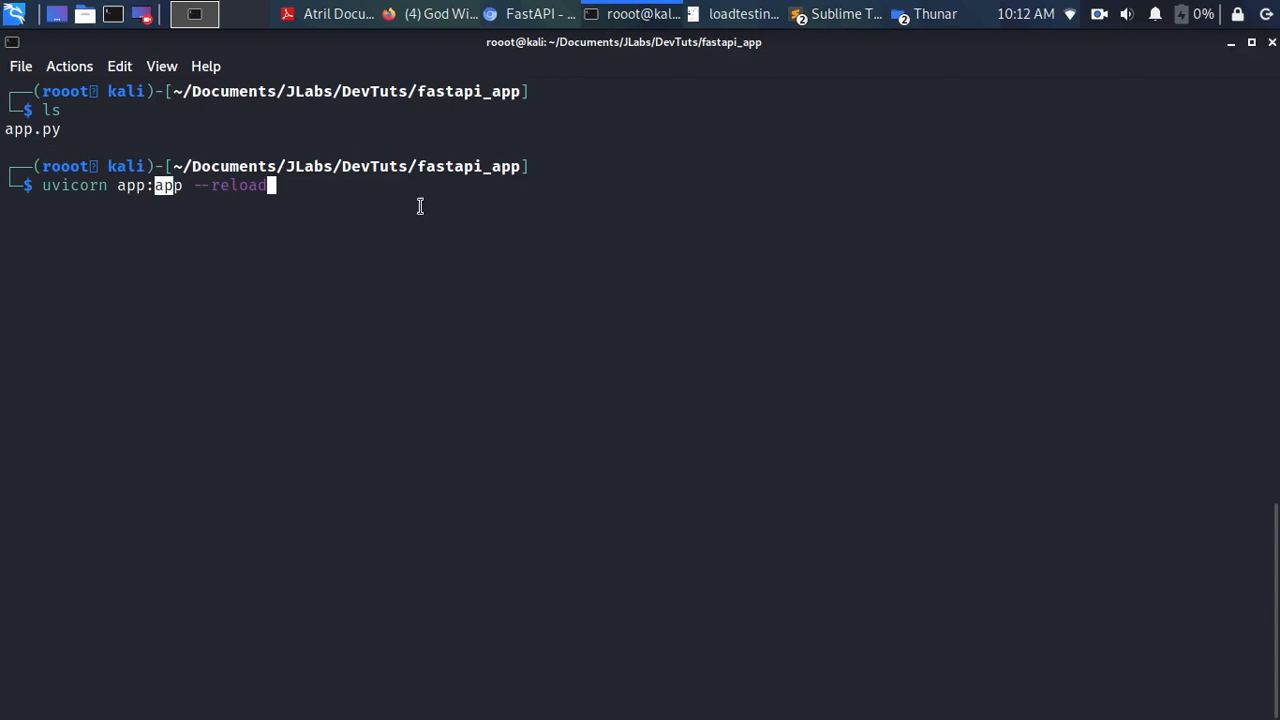 Atril Docu... (4) God Wi... FastAPI - ... rooot@kal... loadtestin... Sublime T... Thunar 10:12 AM 0%
rooot@kali: ~/Documents/JLabs/DevTuts/fastapi_app
File Actions Edit View Help
┌──(rooot kali)-[~/Documents/JLabs/DevTuts/fastapi_app]
└─$ ls
app.py
┌──(rooot kali)-[~/Documents/JLabs/DevTuts/fastapi_app]
└─$ uvicorn app:app --reload